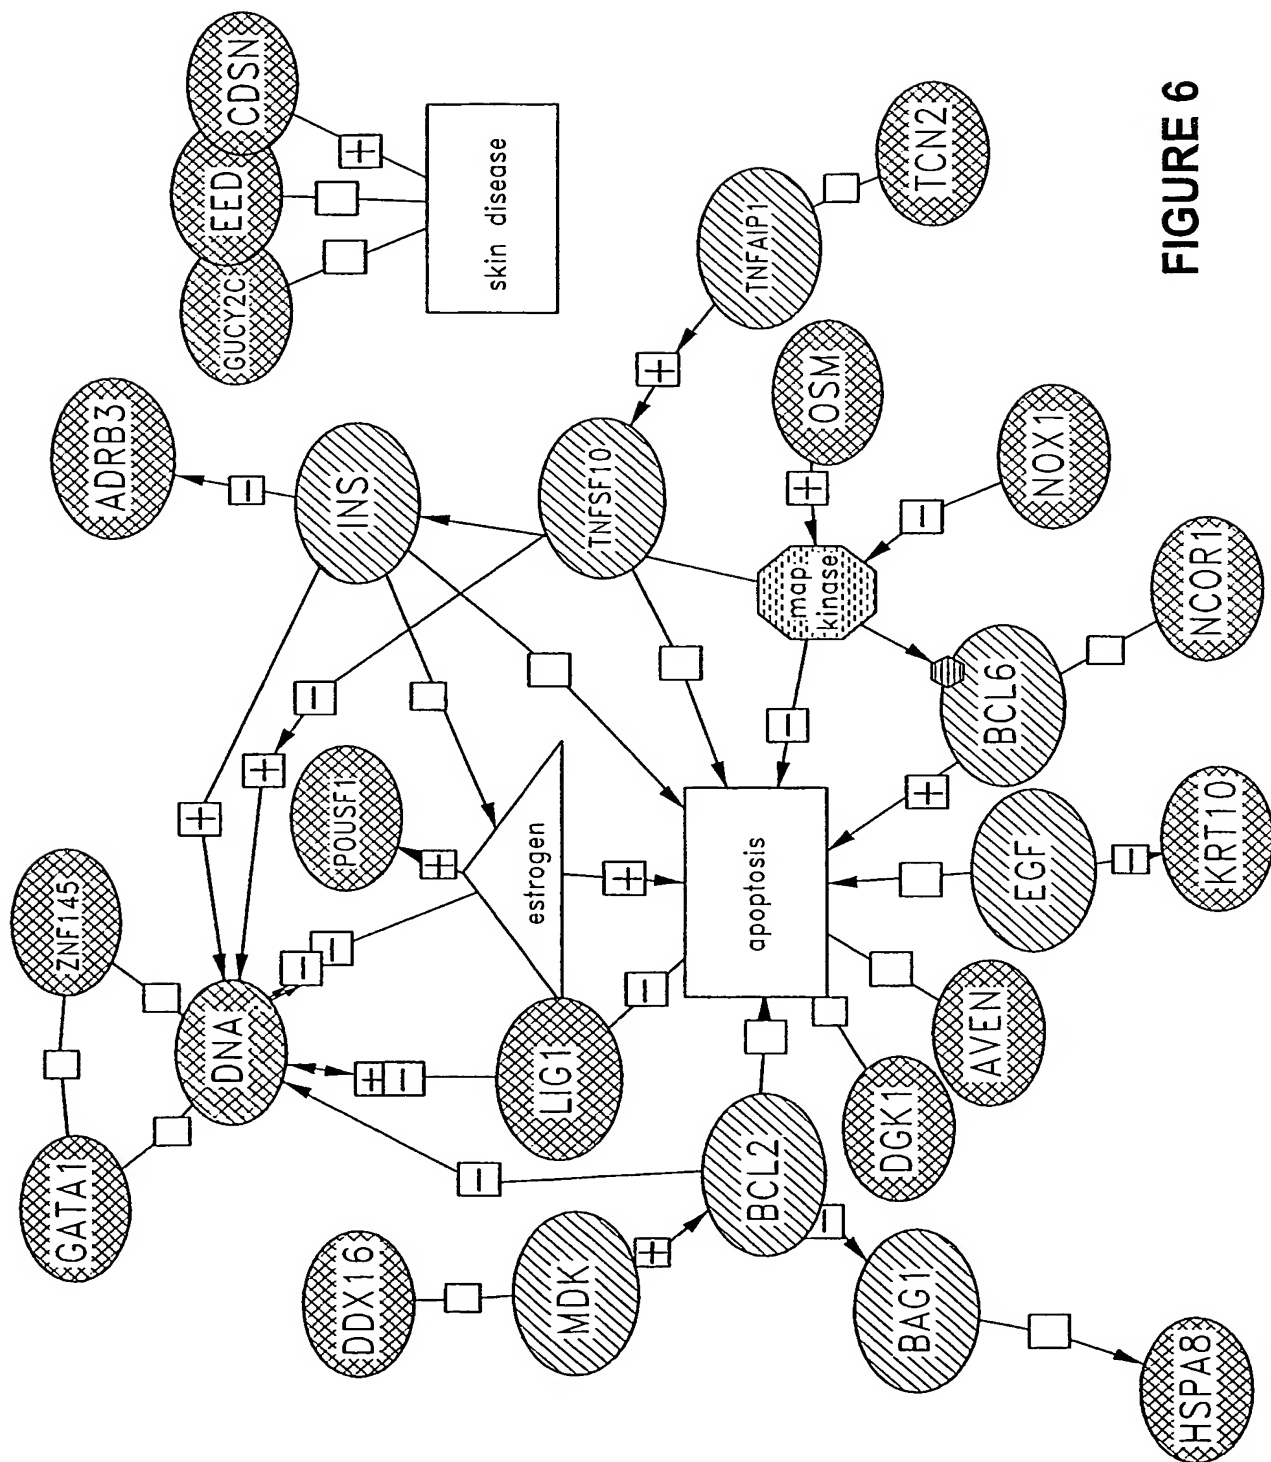 GATA1
ZNF145
ADRB3
DNA
GUCY2C
EED
CDSN
DDX16
POUSF1
INS
skin disease
MDK
LIG1
estrogen
TNFSF10
BCL2
apoptosis
TNFAIP1
map
kinase
OSM
BAG1
DGK1
TCN2
AVEN
BCL6
EGF
NOX1
HSPA8
KRT10
NCOR1
FIGURE 6